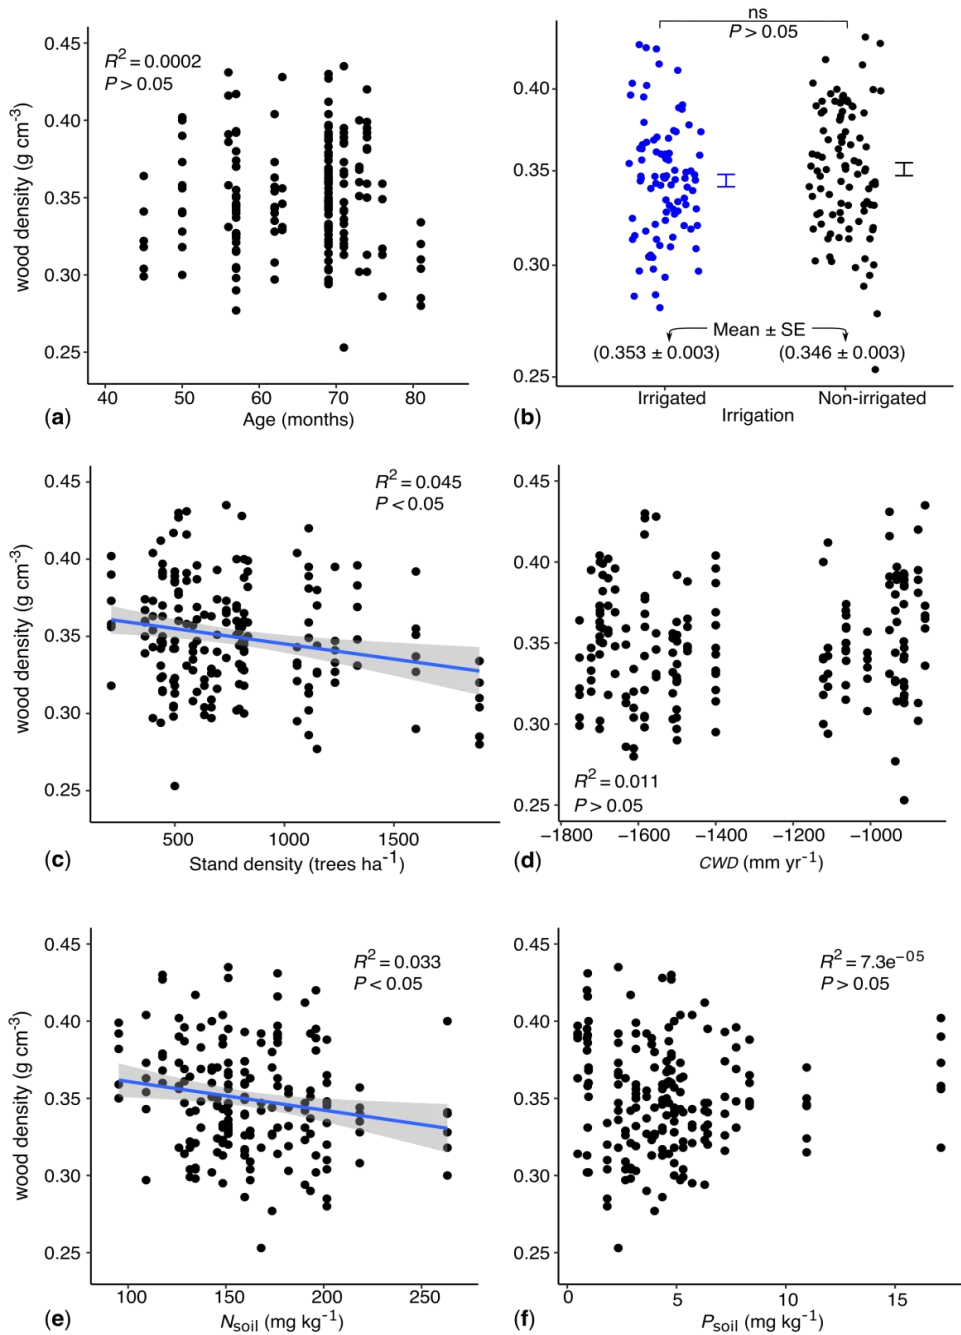 R² = 0.0002
P > 0.05
wood density (g cm⁻³)
0.45
0.40
0.35
0.30
0.25
40 50 60 70 80
(a) Age (months)
ns
P > 0.05
0.40
0.35
0.30
0.25
Mean ± SE
(0.353 ± 0.003) (0.346 ± 0.003)
Irrigated Non-irrigated
(b) Irrigation
R² = 0.045
P < 0.05
wood density (g cm⁻³)
0.45
0.40
0.35
0.30
0.25
500 1000 1500
(c) Stand density (trees ha⁻¹)
0.45
0.40
0.35
0.30
0.25
R² = 0.011
P > 0.05
−1800 −1600 −1400 −1200 −1000
(d) CWD (mm yr⁻¹)
R² = 0.033
P < 0.05
wood density (g cm⁻³)
0.45
0.40
0.35
0.30
0.25
100 150 200 250
(e) Nsoil (mg kg⁻¹)
R² = 7.3e⁻⁰⁵
P > 0.05
0.45
0.40
0.35
0.30
0.25
0 5 10 15
(f) Psoil (mg kg⁻¹)